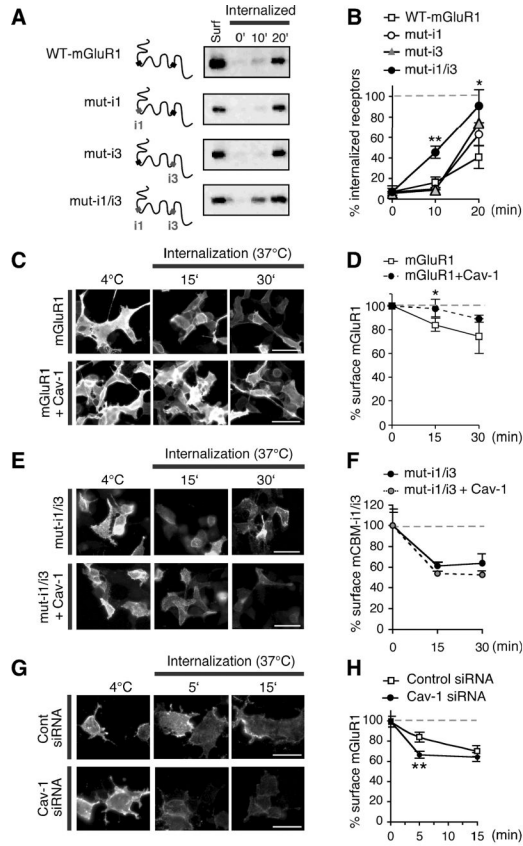 A
Surf
Internalized
0' 10' 20'
WT-mGluR1
mut-i1
i1
mut-i3
i3
mut-i1/i3
i1 i3
B
WT-mGluR1
mut-i1
mut-i3
mut-i1/i3
% internalized receptors
100
80
60
40
20
0
**
*
0 10 20 (min)
C
Internalization (37°C)
4°C 15' 30'
mGluR1
mGluR1 + Cav-1
D
mGluR1
mGluR1+Cav-1
% surface mGluR1
100
80
60
40
20
0
*
0 15 30 (min)
E
Internalization (37°C)
4°C 15' 30'
mut-i1/i3
mut-i1/i3 + Cav-1
F
mut-i1/i3
mut-i1/i3 + Cav-1
% surface mCBM-i1/i3
120
100
80
60
40
20
0
0 15 30 (min)
G
Internalization (37°C)
4°C 5' 15'
Cont siRNA
Cav-1 siRNA
H
Control siRNA
Cav-1 siRNA
% surface mGluR1
100
80
60
40
20
0
**
0 5 10 15 (min)